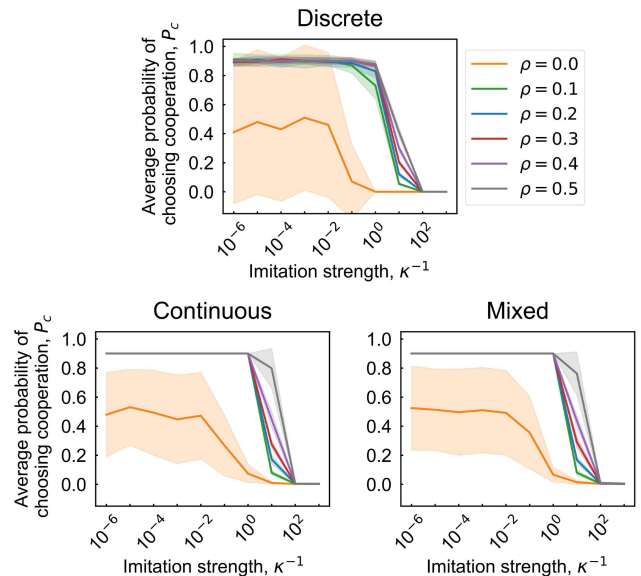 Discrete
Average probability of
choosing cooperation, P_c
1.0
0.8
0.6
0.4
0.2
0.0
10^−6
10^−4
10^−2
10^0
10^2
Imitation strength, κ^−1
ρ = 0.0
ρ = 0.1
ρ = 0.2
ρ = 0.3
ρ = 0.4
ρ = 0.5
Continuous
Average probability of
choosing cooperation, P_c
1.0
0.8
0.6
0.4
0.2
0.0
10^−6
10^−4
10^−2
10^0
10^2
Imitation strength, κ^−1
Mixed
1.0
0.8
0.6
0.4
0.2
0.0
10^−6
10^−4
10^−2
10^0
10^2
Imitation strength, κ^−1